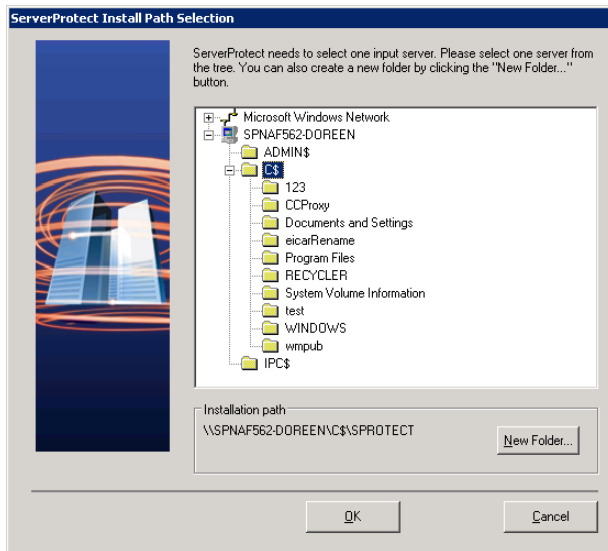 ServerProtect Install Path Selection
ServerProtect needs to select one input server. Please select one server from
the tree. You can also create a new folder by clicking the "New Folder..."
button.
Microsoft Windows Network
SPNAF562-DOREEN
ADMIN$
C$
123
CCProxy
Documents and Settings
eicarRename
Program Files
RECYCLER
System Volume Information
test
WINDOWS
wmpub
IPC$
Installation path
\\SPNAF562-DOREEN\C$\SPROTECT
New Folder...
OK
Cancel